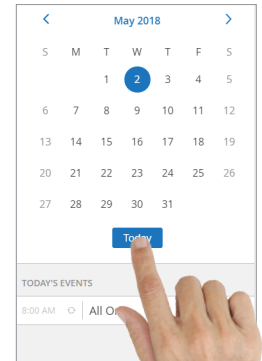 May 2018
S M T W T F S
1 2 3 4 5
6 7 8 9 10 11 12
13 14 15 16 17 18 19
20 21 22 23 24 25 26
27 28 29 30 31
Today
TODAY'S EVENTS
8:00 AM All